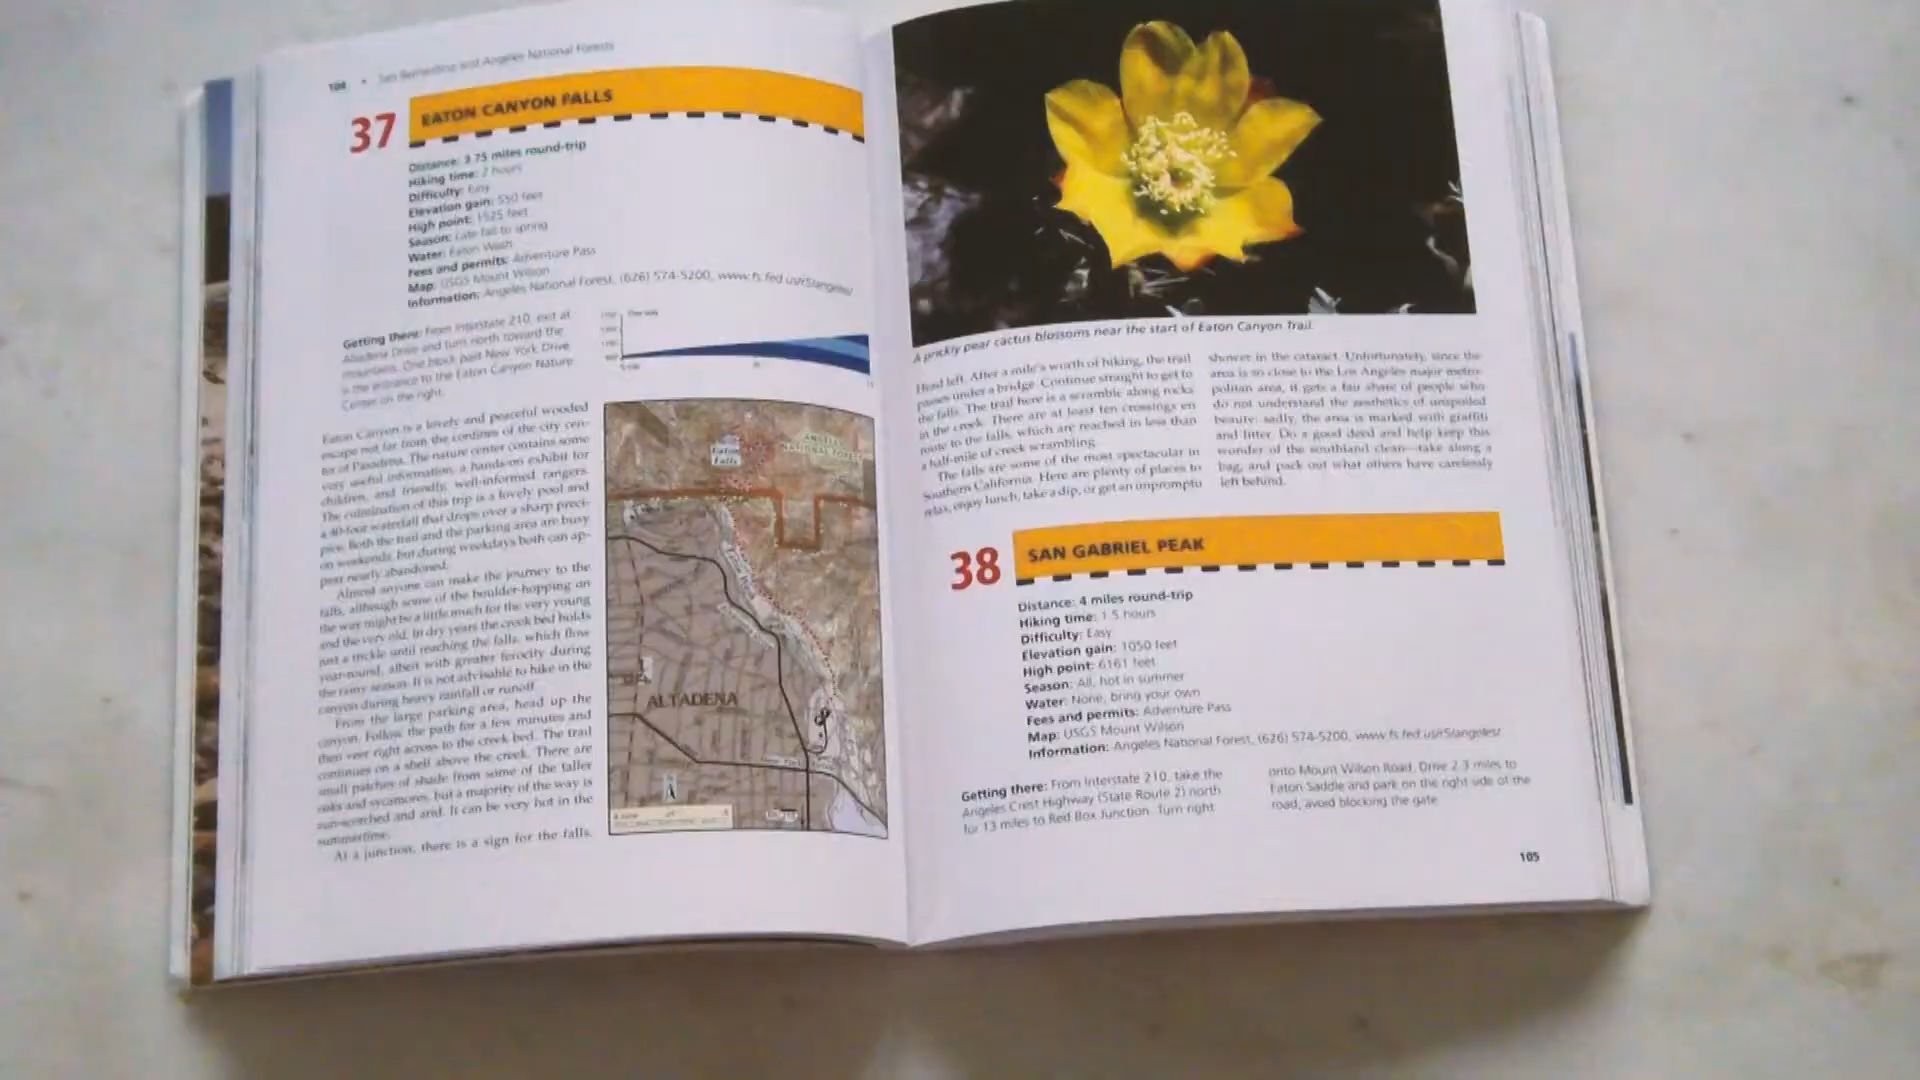 104 • San Bernardino and Angeles National Forests
37 EATON CANYON FALLS
Distance: 3.75 miles round-trip
Hiking time: 2 hours
Difficulty: Easy
Elevation gain: 550 feet
High point: 1525 feet
Season: Late fall to spring
Water: Eaton Wash
Fees and permits: Adventure Pass
Map: USGS Mount Wilson
Information: Angeles National Forest, (626) 574-5200, www.fs.fed.us/r5/angeles/
Getting there: From Interstate 210, exit at
Altadena Drive and turn north toward the
mountains. One block past New York Drive
is the entrance to the Eaton Canyon Nature
Center on the right.
Eaton Canyon is a lovely and peaceful wooded
escape not far from the confines of the city cen-
ter of Pasadena. The nature center contains some
very useful information, a hands-on exhibit for
children, and friendly, well-informed rangers.
The culmination of this trip is a lovely pool and
a 40-foot waterfall that drops over a sharp preci-
pice. Both the trail and the parking area are busy
on weekends, but during weekdays both can ap-
pear nearly abandoned.
Almost anyone can make the journey to the
falls, although some of the boulder-hopping on
the way might be a little much for the very young
and the very old. In dry years the creek bed holds
just a trickle until reaching the falls, which flow
year-round, albeit with greater ferocity during
the rainy season. It is not advisable to hike in the
canyon during heavy rainfall or runoff.
From the large parking area, head up the
canyon. Follow the path for a few minutes and
then veer right across to the creek bed. The trail
continues on a shelf above the creek. There are
small patches of shade from some of the taller
oaks and sycamores, but a majority of the way is
sun-scorched and arid. It can be very hot in the
summertime.
At a junction, there is a sign for the falls.
One way
Eaton
Falls
ANGELES
NATIONAL FOREST
ALTADENA
New York Drive
N
A prickly pear cactus blossoms near the start of Eaton Canyon Trail.
Head left. After a mile's worth of hiking, the trail
passes under a bridge. Continue straight to get to
the falls. The trail here is a scramble along rocks
in the creek. There are at least ten crossings en
route to the falls, which are reached in less than
a half-mile of creek scrambling.
The falls are some of the most spectacular in
Southern California. Here are plenty of places to
relax, enjoy lunch, take a dip, or get an impromptu
shower in the cataract. Unfortunately, since the
area is so close to the Los Angeles major metro-
politan area, it gets a fair share of people who
do not understand the aesthetics of unspoiled
beauty; sadly, the area is marked with graffiti
and litter. Do a good deed and help keep this
wonder of the southland clean—take along a
bag, and pack out what others have carelessly
left behind.
38 SAN GABRIEL PEAK
Distance: 4 miles round-trip
Hiking time: 1.5 hours
Difficulty: Easy
Elevation gain: 1050 feet
High point: 6161 feet
Season: All, hot in summer
Water: None, bring your own
Fees and permits: Adventure Pass
Map: USGS Mount Wilson
Information: Angeles National Forest, (626) 574-5200, www.fs.fed.us/r5/angeles/
Getting there: From Interstate 210, take the
Angeles Crest Highway (State Route 2) north
for 13 miles to Red Box Junction. Turn right
onto Mount Wilson Road. Drive 2.3 miles to
Eaton Saddle and park on the right side of the
road, avoid blocking the gate.
105